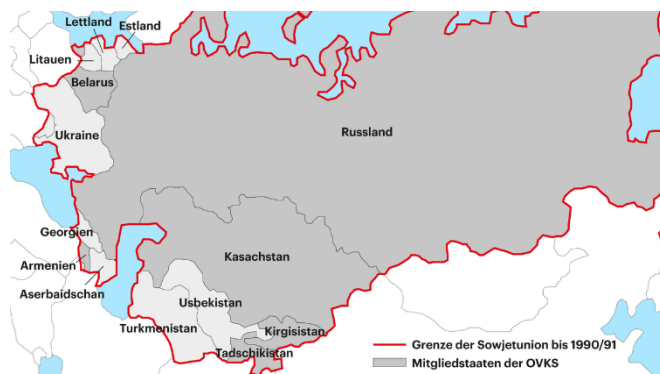 Lettland
Estland
Litauen
Belarus
Ukraine
Russland
Georgien
Kasachstan
Armenien
Aserbaidschan
Usbekistan
Turkmenistan
Kirgisistan
Tadschikistan
Grenze der Sowjetunion bis 1990/91
Mitgliedstaaten der OVKS